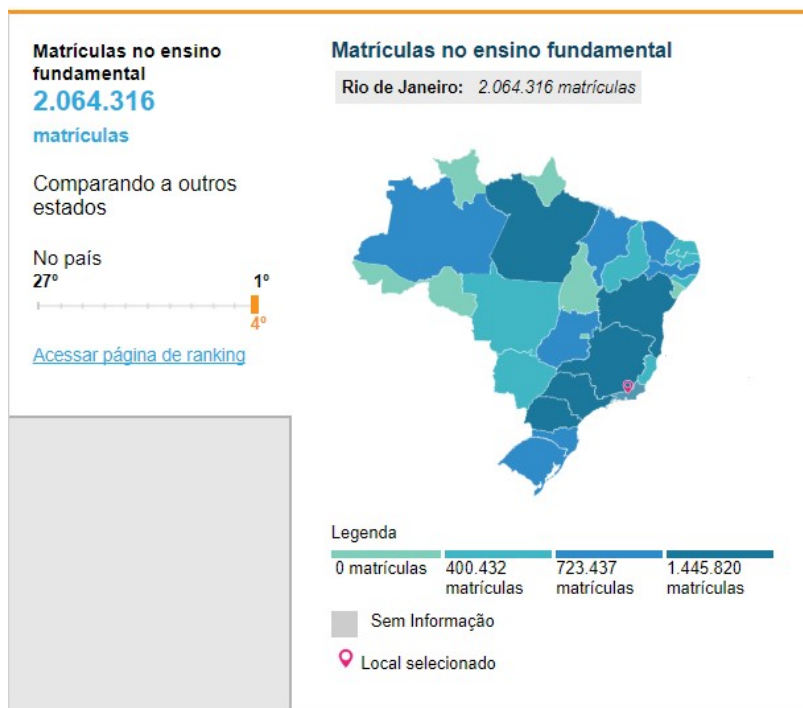 Matrículas no ensino
fundamental
2.064.316
matrículas
Comparando a outros
estados
No país
27º 1º
4º
Acessar página de ranking
Matrículas no ensino fundamental
Rio de Janeiro: 2.064.316 matrículas
Legenda
0 matrículas 400.432 723.437 1.445.820
matrículas matrículas matrículas
Sem Informação
Local selecionado